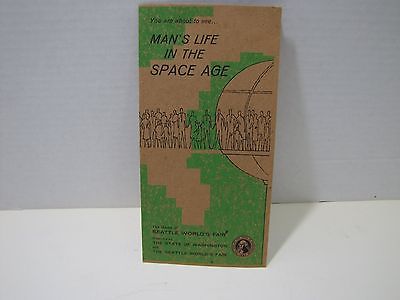 You are about to see...
MAN'S LIFE
IN THE
SPACE AGE
SEATTLE WORLD'S FAIR
THE STATE OF WASHINGTON
THE SEATTLE WORLD'S FAIR